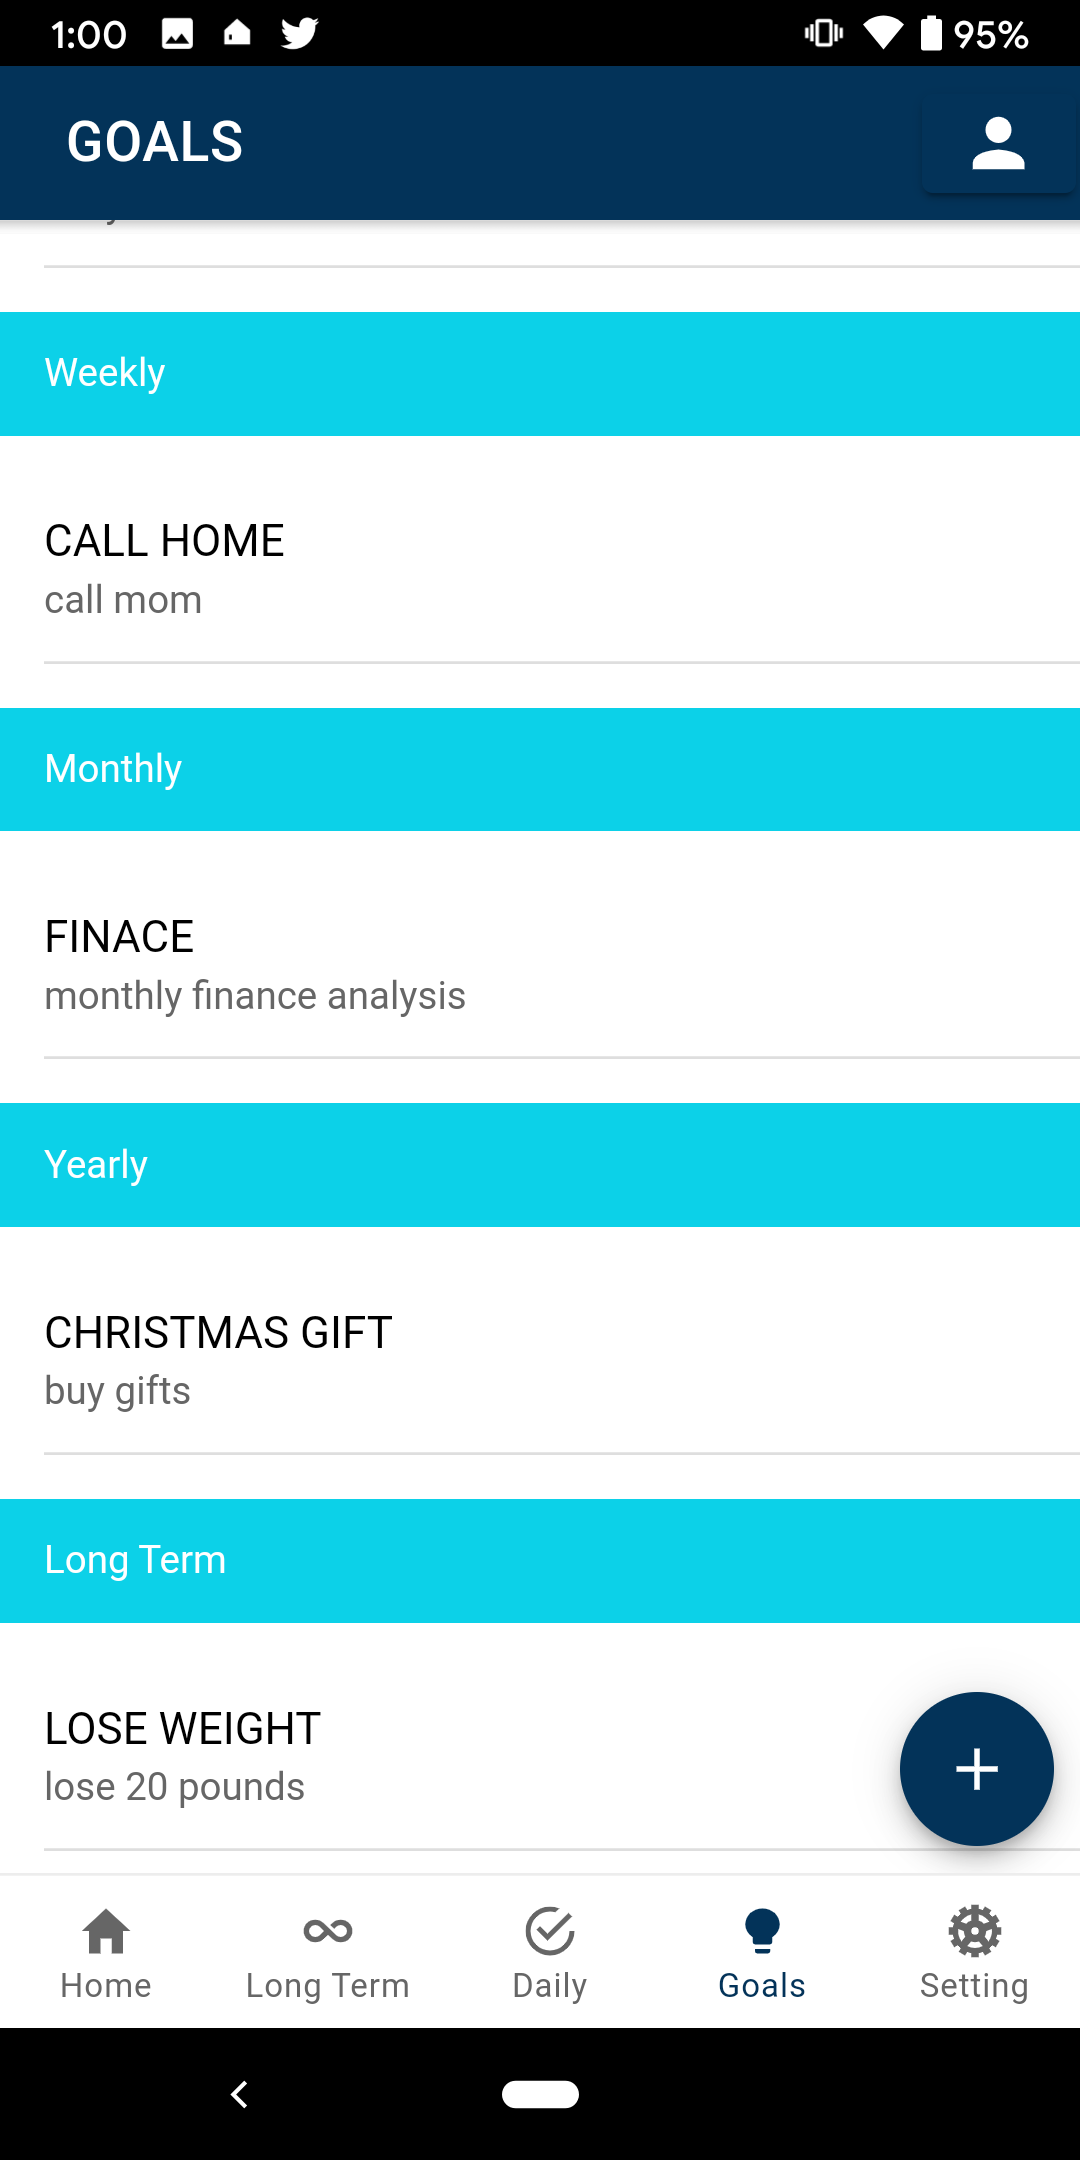 1:00
95%
GOALS
Weekly
CALL HOME
call mom
Monthly
FINACE
monthly finance analysis
Yearly
CHRISTMAS GIFT
buy gifts
Long Term
LOSE WEIGHT
lose 20 pounds
Home
Long Term
Daily
Goals
Setting